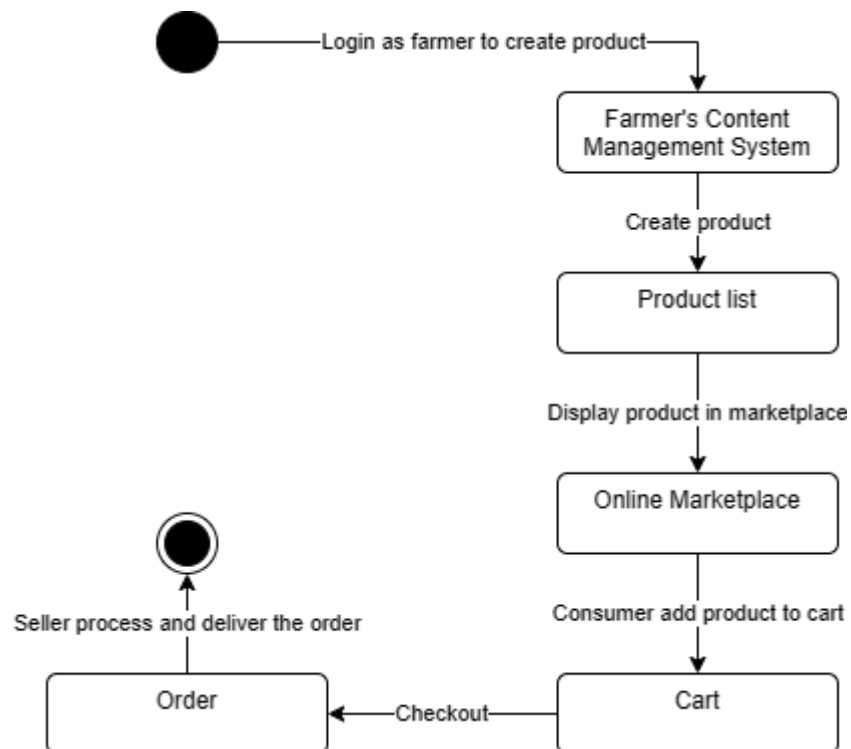 Login as farmer to create product
Farmer's Content
Management System
Create product
Product list
Display product in marketplace
Online Marketplace
Consumer add product to cart
Cart
Checkout
Order
Seller process and deliver the order